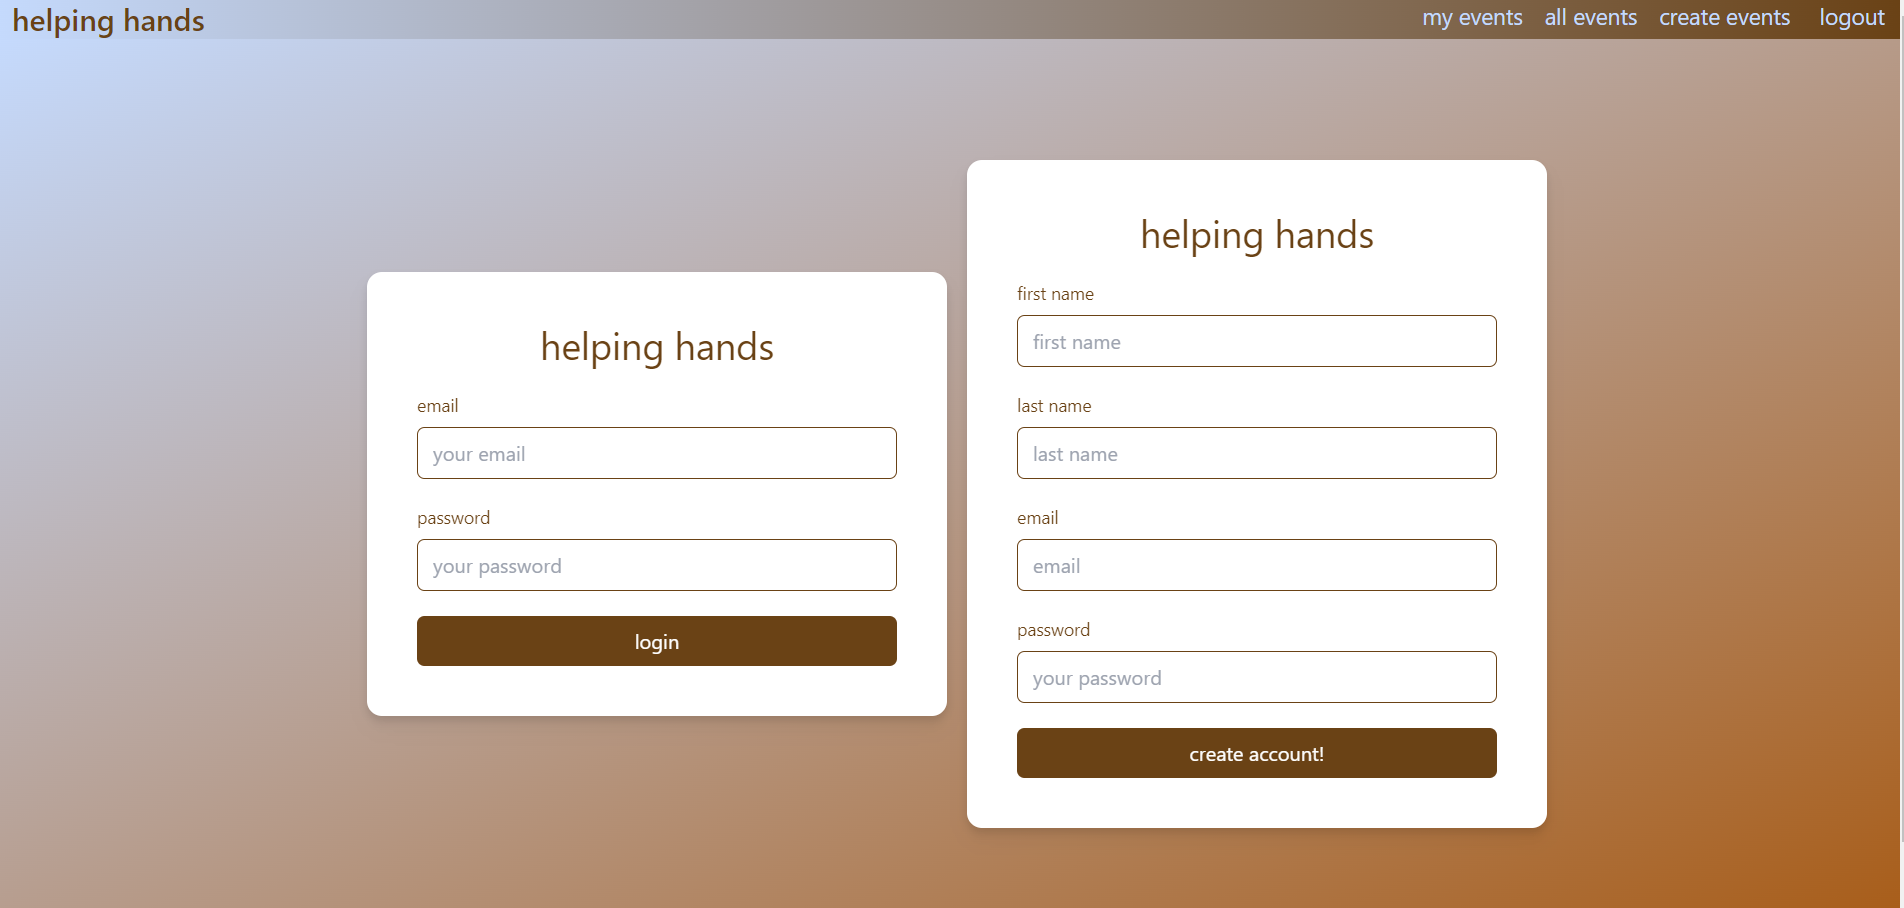 helping hands
my events all events create events logout
helping hands
email
your email
password
your password
login
helping hands
first name
first name
last name
last name
email
email
password
your password
create account!